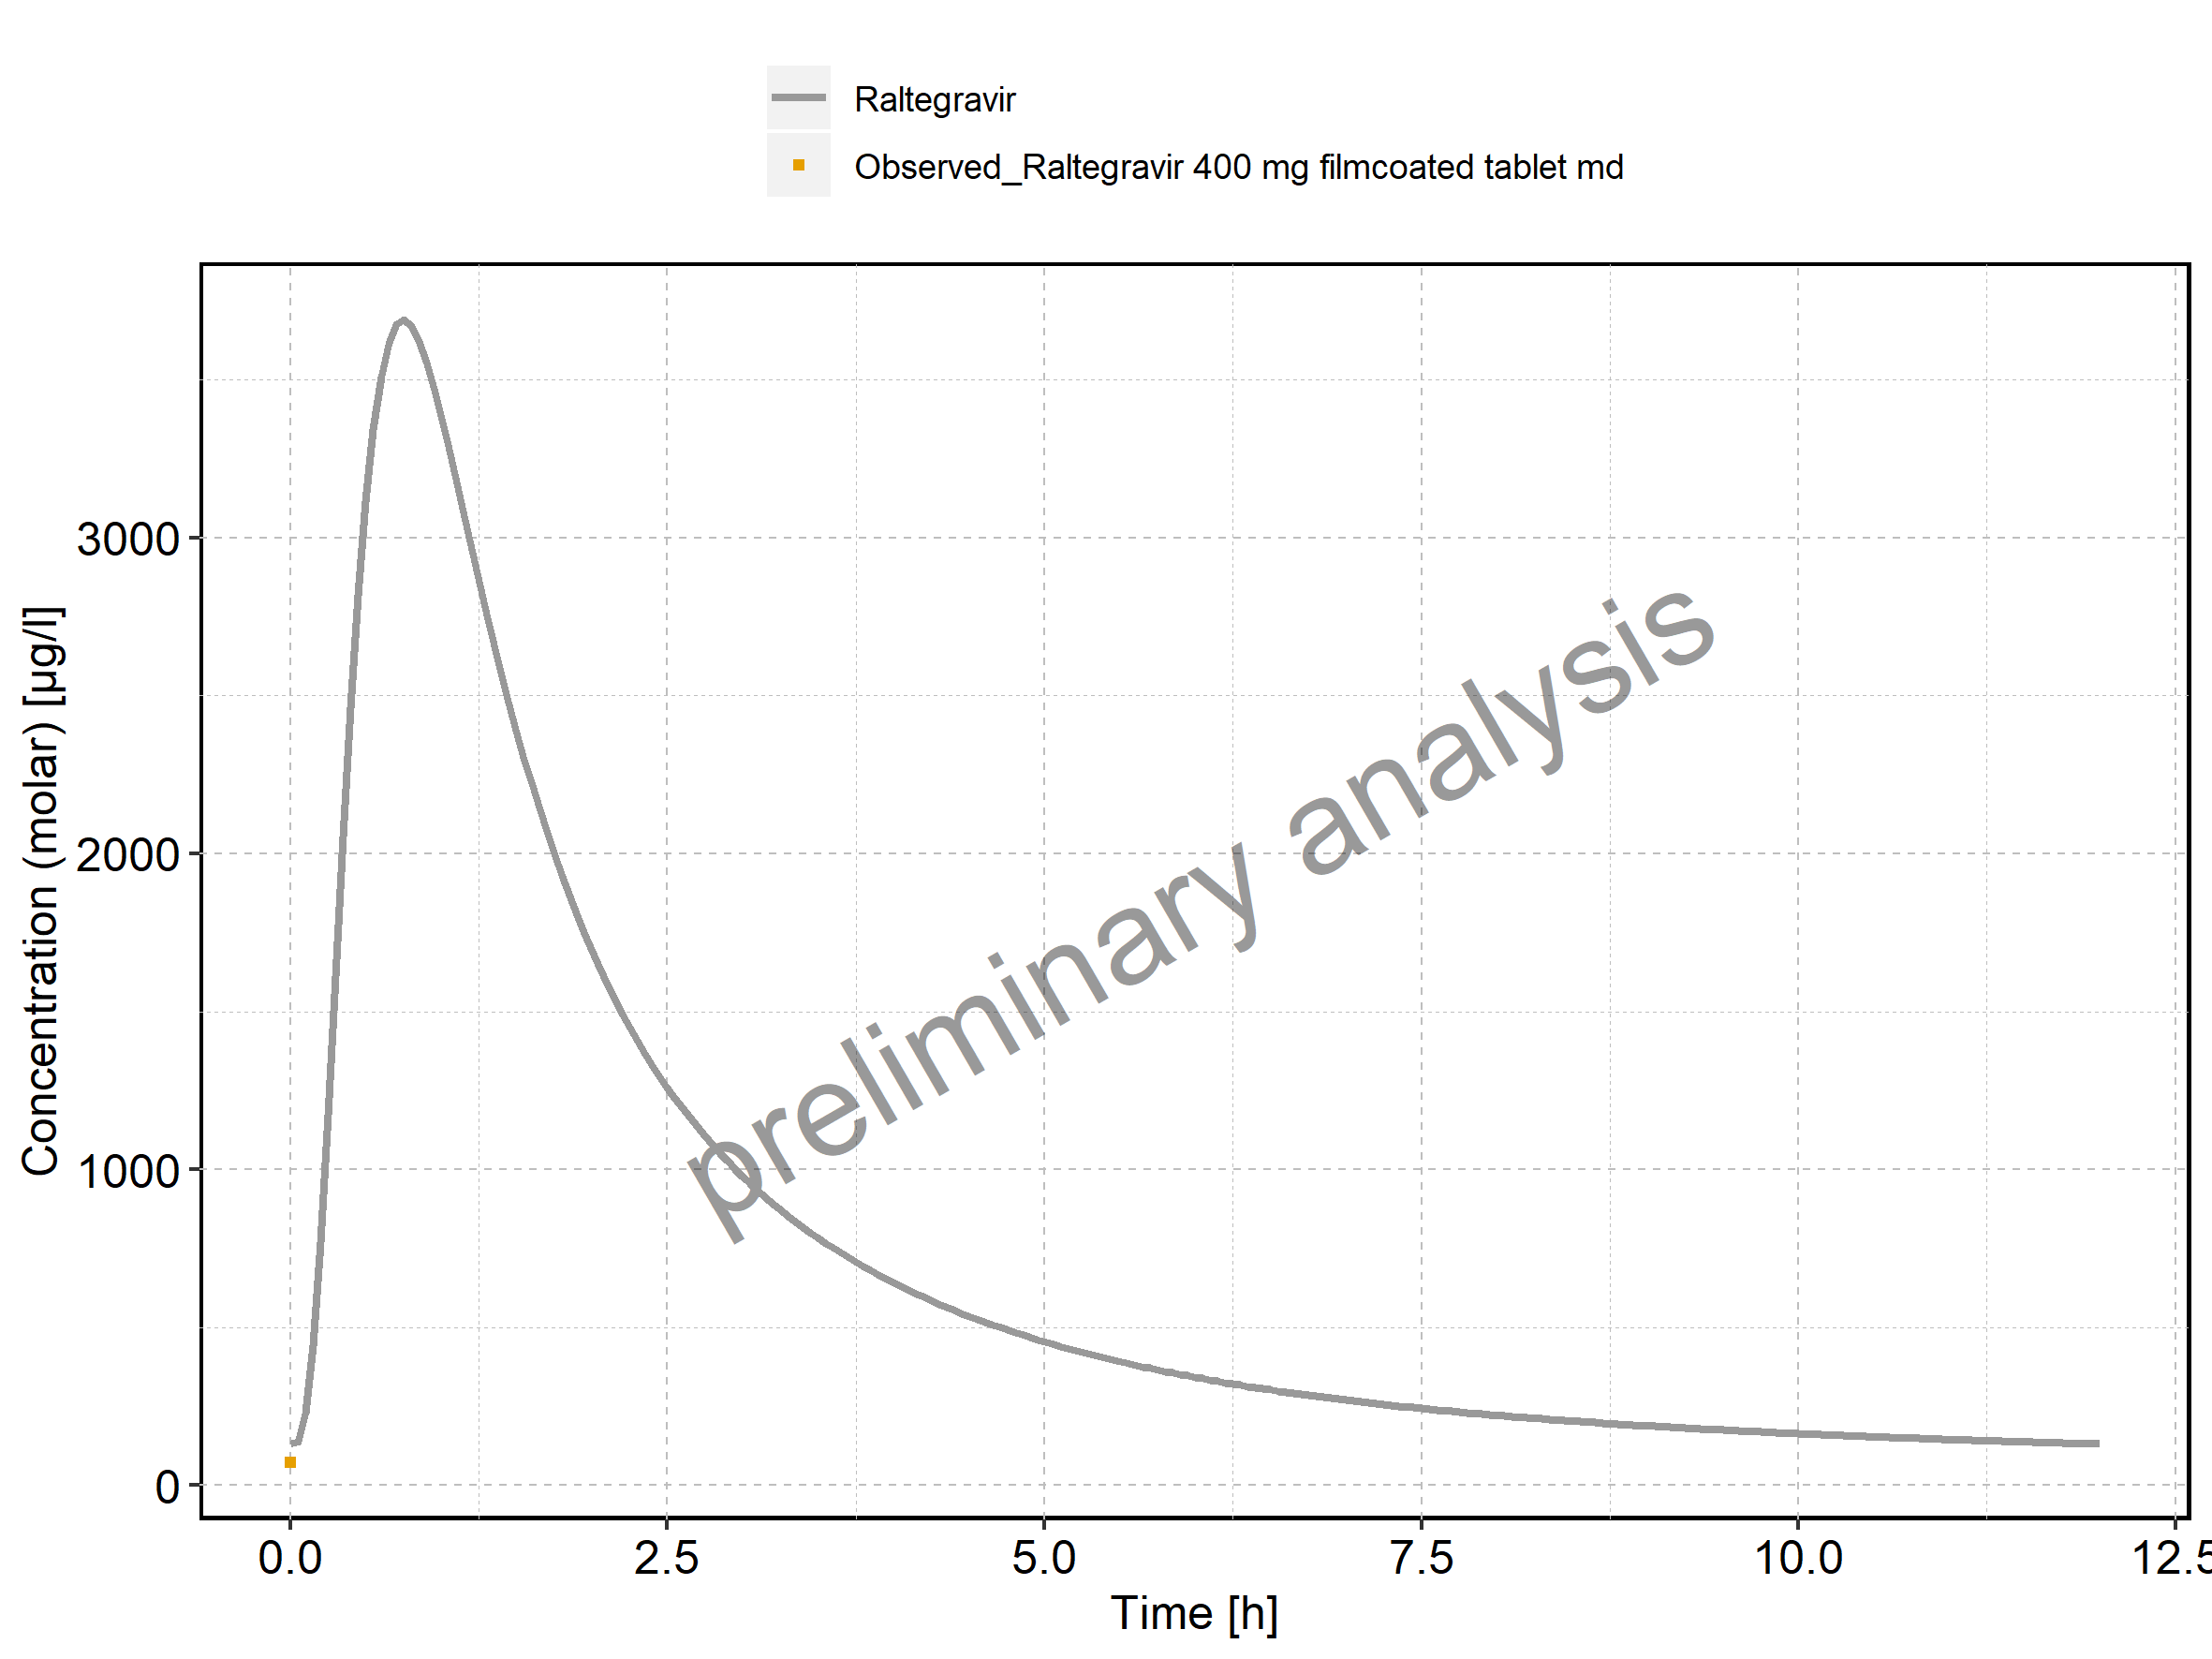 Raltegravir
Observed_Raltegravir 400 mg filmcoated tablet md
3000
2000
1000
0
Concentration (molar) [µg/l]
preliminary analysis
0.0 2.5 5.0 7.5 10.0 12.5
Time [h]